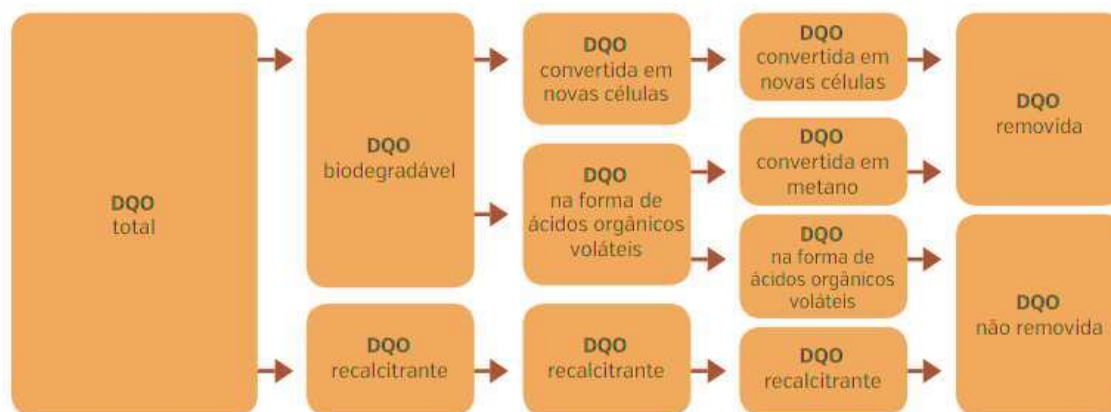 DQO
total
DQO
biodegradável
DQO
recalcitrante
DQO
convertida em
novas células
DQO
na forma de
ácidos orgânicos
voláteis
DQO
recalcitrante
DQO
convertida em
novas células
DQO
convertida em
metano
DQO
na forma de
ácidos orgânicos
voláteis
DQO
recalcitrante
DQO
removida
DQO
não removida